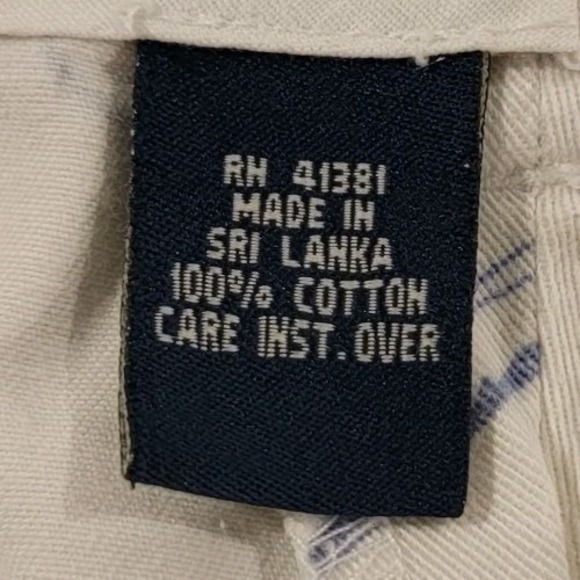 RN 41381
MADE IN
SRI LANKA
100% COTTON
CARE INST. OVER